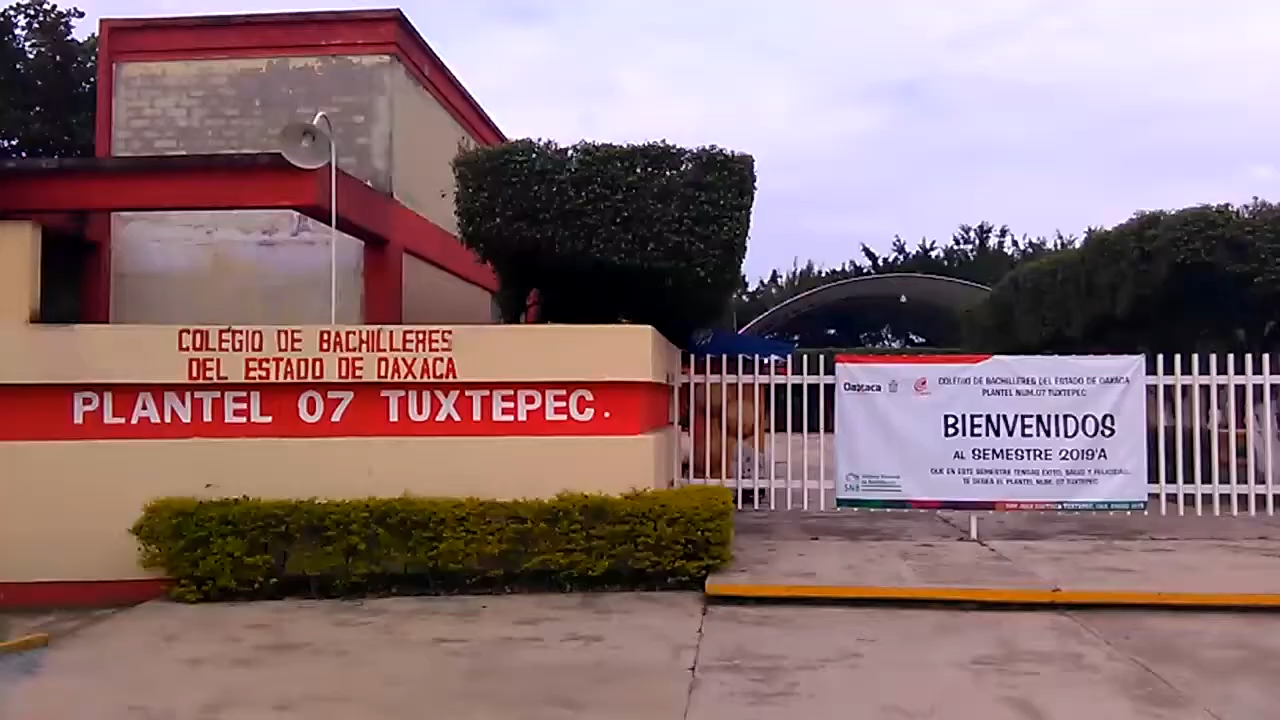 COLEGIO DE BACHILLERES
DEL ESTADO DE OAXACA
PLANTEL 07 TUXTEPEC.
Oaxaca
COLEGIO DE BACHILLERES DEL ESTADO DE OAXACA
PLANTEL NUM.07 TUXTEPEC
BIENVENIDOS
AL SEMESTRE 2019'A
QUE EN ESTE SEMESTRE TENGAS EXITO, SALUD Y FELICIDAD.
TE DESEA EL PLANTEL NUM. 07 TUXTEPEC
SNB